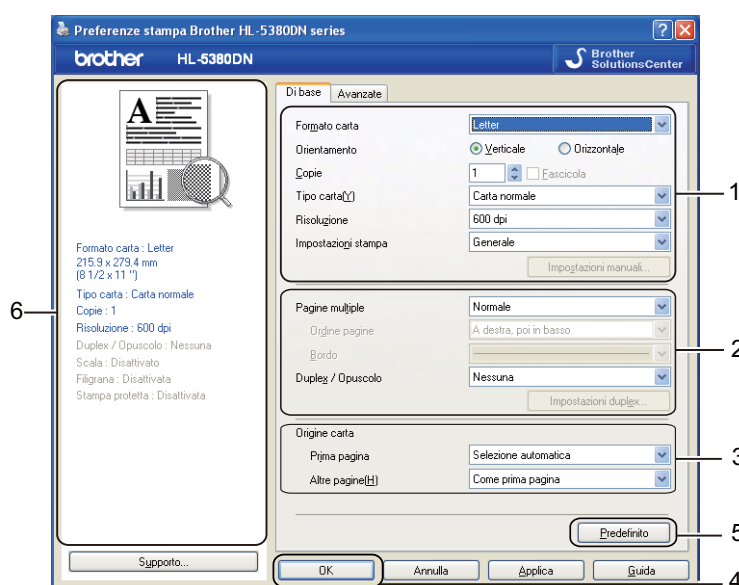 Preferenze stampa Brother HL-5380DN series
brother HL-5380DN
Brother
SolutionsCenter
Di base Avanzate
Formato carta Letter
Orientamento Verticale Orizzontale
Copie 1 Fascicola
Tipo carta(Y) Carta normale
Risoluzione 600 dpi
Impostazioni stampa Generale
Impostazioni manuali...
1
Pagine multiple Normale
Ordine pagine A destra, poi in basso
Bordo
Duplex / Opuscolo Nessuna
Impostazioni duplex...
2
Origine carta
Prima pagina Selezione automatica
Altre pagine(H) Come prima pagina
3
Predefinito
5
A
Formato carta : Letter
215.9 x 279.4 mm
(8 1/2 x 11 ")
Tipo carta : Carta normale
Copie : 1
Risoluzione : 600 dpi
Duplex / Opuscolo : Nessuna
Scala : Disattivato
Filigrana : Disattivata
Stampa protetta : Disattivata
6
Supporto...
OK Annulla Applica Guida
4